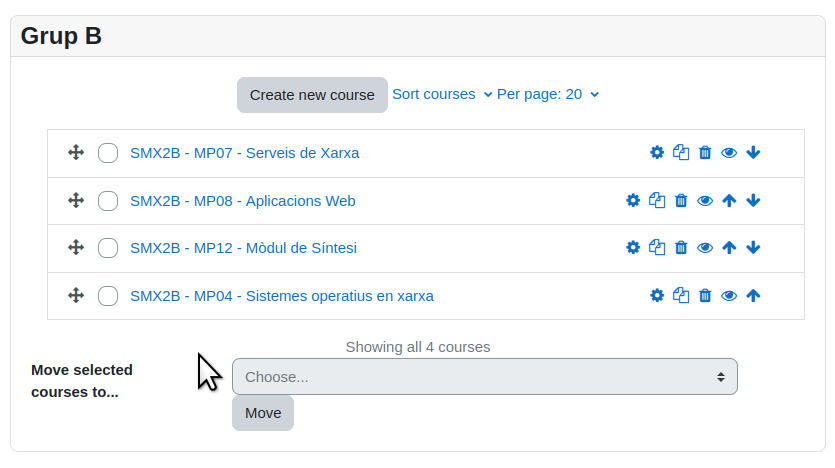 Grup B
Create new course Sort courses Per page: 20
SMX2B - MP07 - Serveis de Xarxa
SMX2B - MP08 - Aplicacions Web
SMX2B - MP12 - Mòdul de Síntesi
SMX2B - MP04 - Sistemes operatius en xarxa
Showing all 4 courses
Move selected
courses to...
Choose...
Move